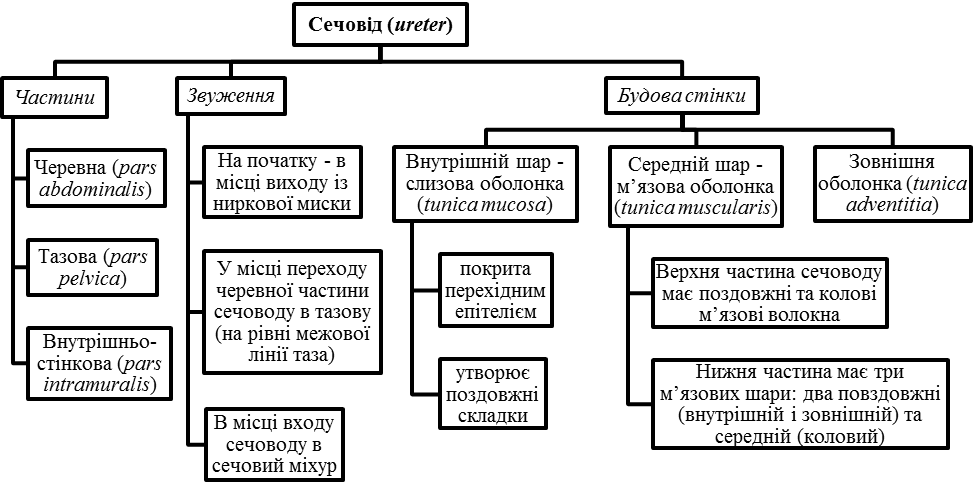 Сечовід (ureter)
Частини
Звуження
Будова стінки
Черевна (pars
abdominalis)
Тазова (pars
pelvica)
Внутрішньо-
стінкова (pars
intramuralis)
На початку - в
місці виходу із
ниркової миски
У місці переходу
черевної частини
сечоводу в тазову
(на рівні межової
лінії таза)
В місці входу
сечоводу в
сечовий міхур
Внутрішній шар -
слизова оболонка
(tunica mucosa)
покрита
перехідним
епітелієм
утворює
поздовжні
складки
Середній шар -
м’язова оболонка
(tunica muscularis)
Верхня частина сечоводу
має поздовжні та колові
м’язові волокна
Нижня частина має три
м’язових шари: два повздовжні
(внутрішній і зовнішній) та
середній (коловий)
Зовнішня
оболонка (tunica
adventitia)